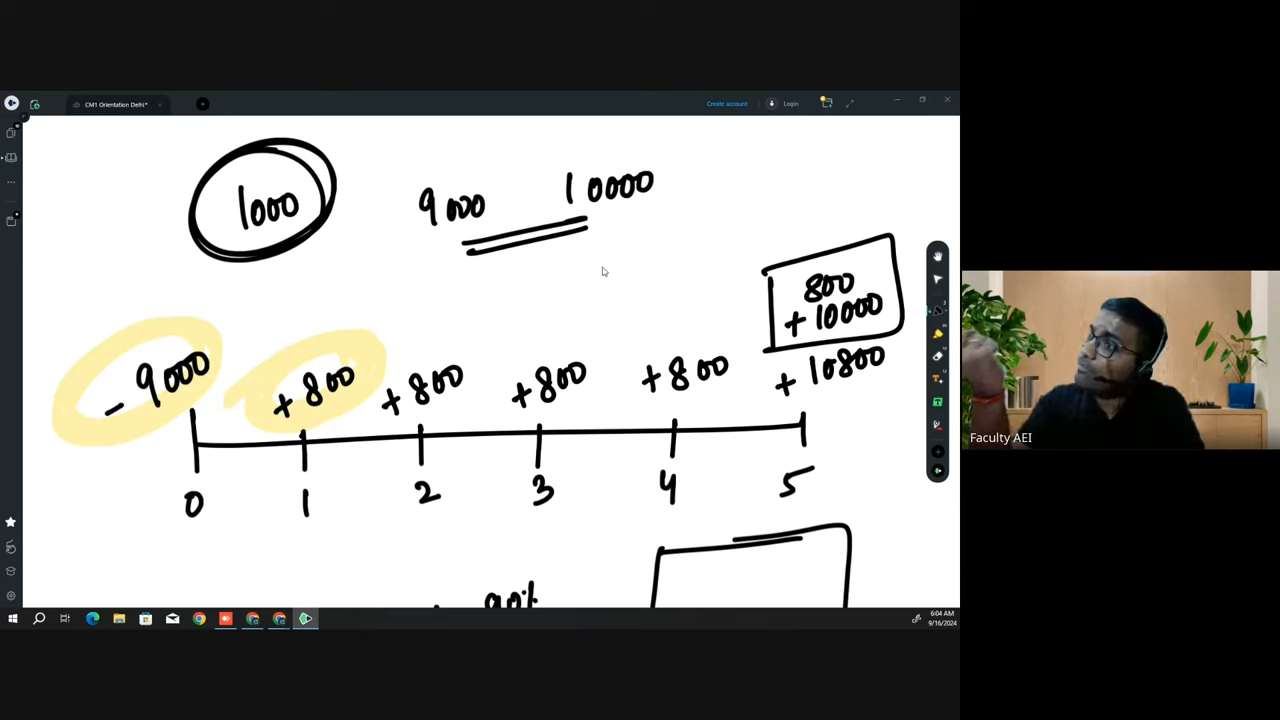 CM1 Orientation Delhi*
Create account
Login
1000
9000 10000
800
+ 10000
- 9000 + 800 + 800 + 800 + 800 + 10800
0 1 2 3 4 5
90%
Faculty AEI
6:04 AM
9/16/2024